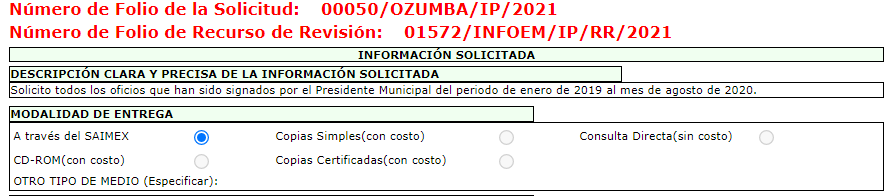 Número de Folio de la Solicitud: 00050/OZUMBA/IP/2021
Número de Folio de Recurso de Revisión: 01572/INFOEM/IP/RR/2021
INFORMACIÓN SOLICITADA
DESCRIPCIÓN CLARA Y PRECISA DE LA INFORMACIÓN SOLICITADA
Solicito todos los oficios que han sido signados por el Presidente Municipal del periodo de enero de 2019 al mes de agosto de 2020.
MODALIDAD DE ENTREGA
A través del SAIMEX Copias Simples(con costo) Consulta Directa(sin costo)
CD-ROM(con costo) Copias Certificadas(con costo)
OTRO TIPO DE MEDIO (Especificar):